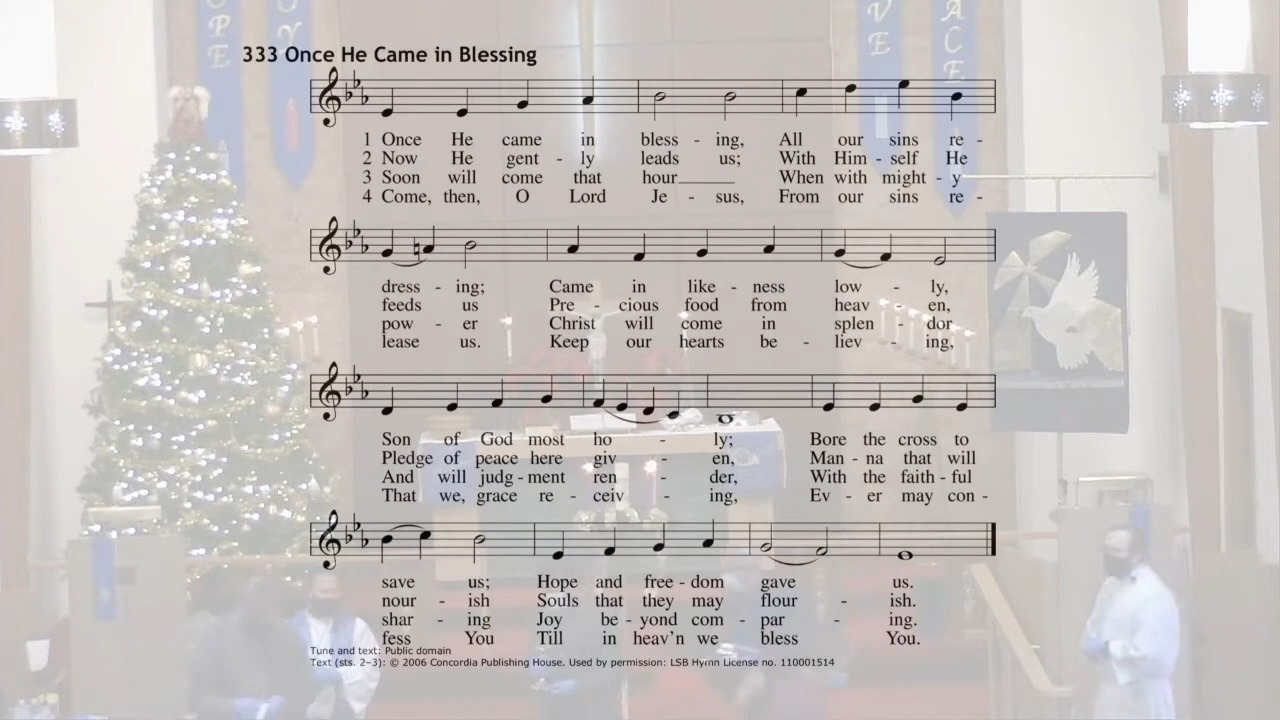 OPE
OY
VE
ACE
333 Once He Came in Blessing
1 Once He came in bless - ing, All our sins re -
2 Now He gent - ly leads us; With Him - self He
3 Soon will come that hour____ When with might - y
4 Come, then, O Lord Je - sus, From our sins re -
dress - ing; Came in like - ness low - ly,
feeds us Pre - cious food from heav - en,
pow - er Christ will come in splen - dor
lease us. Keep our hearts be - liev - ing,
Son of God most ho - ly; Bore the cross to
Pledge of peace here giv - en, Man - na that will
And will judg - ment ren - der, With the faith - ful
That we, grace re - ceiv - ing, Ev - er may con -
save us; Hope and free - dom gave us.
nour - ish Souls that they may flour - ish.
shar - ing Joy be - yond com - par - ing.
fess You Till in heav'n we bless You.
Tune and text: Public domain
Text (sts. 2–3): © 2006 Concordia Publishing House. Used by permission: LSB Hymn License no. 110001514